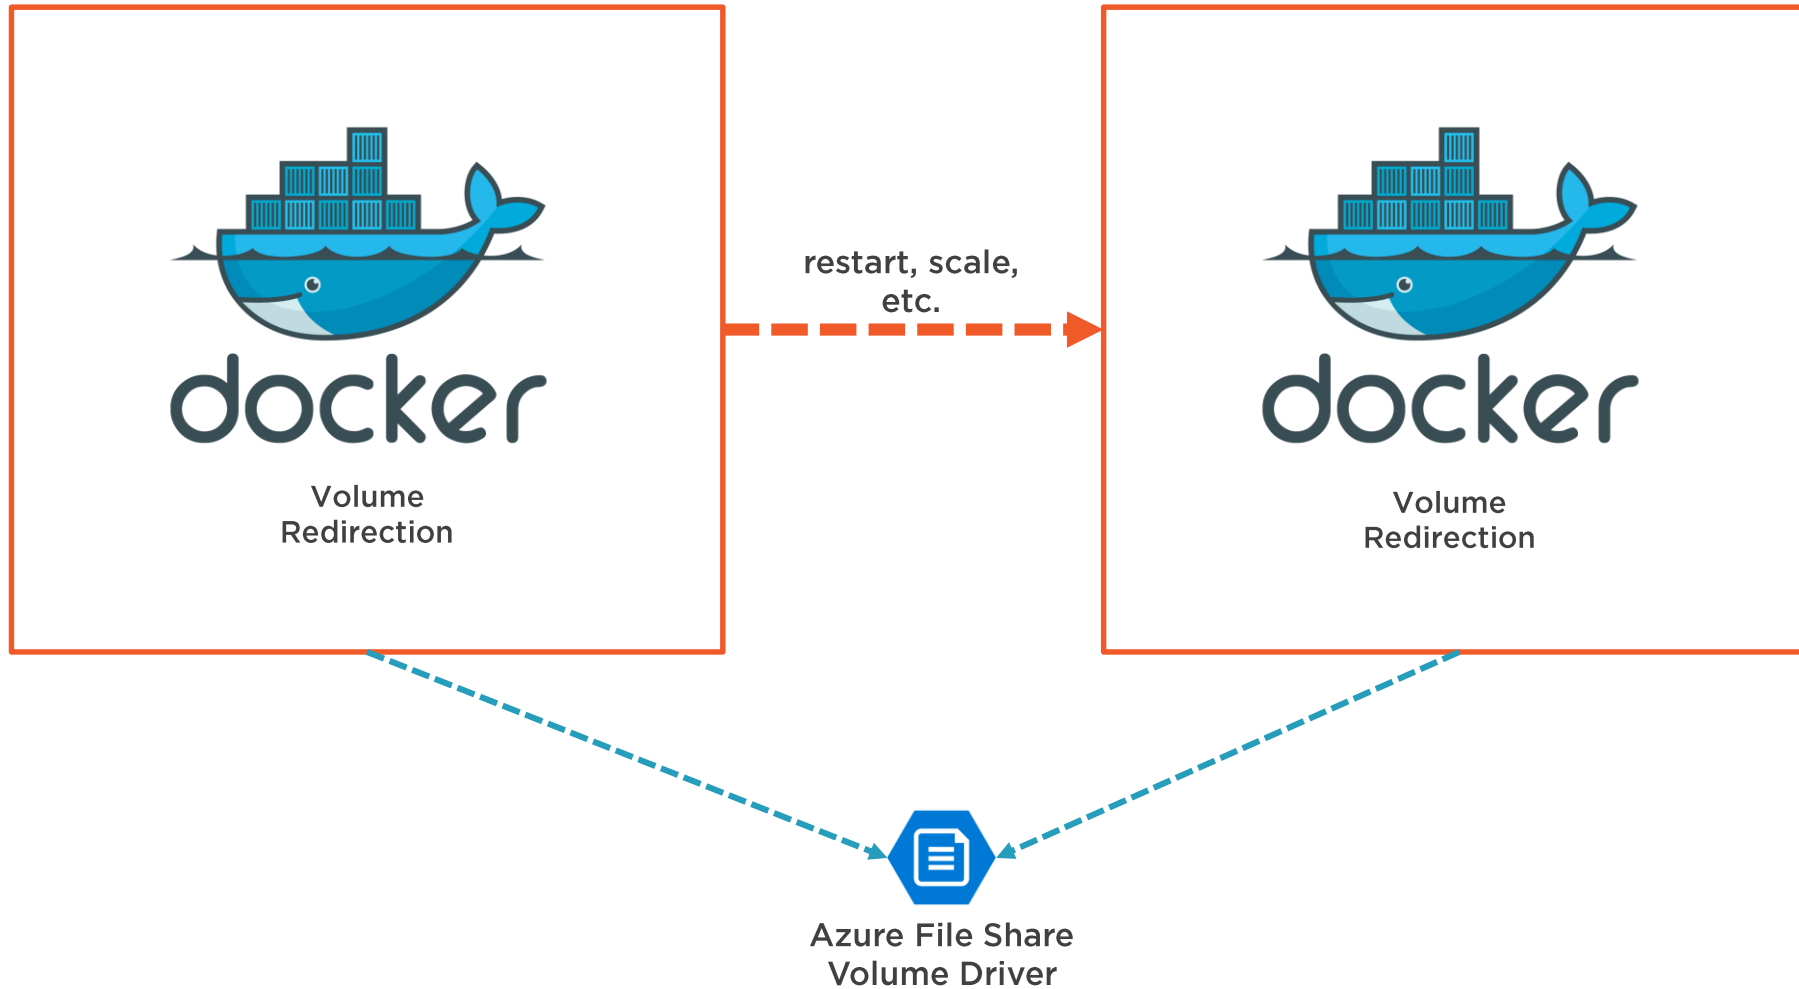 docker
Volume
Redirection
restart, scale,
etc.
docker
Volume
Redirection
Azure File Share
Volume Driver